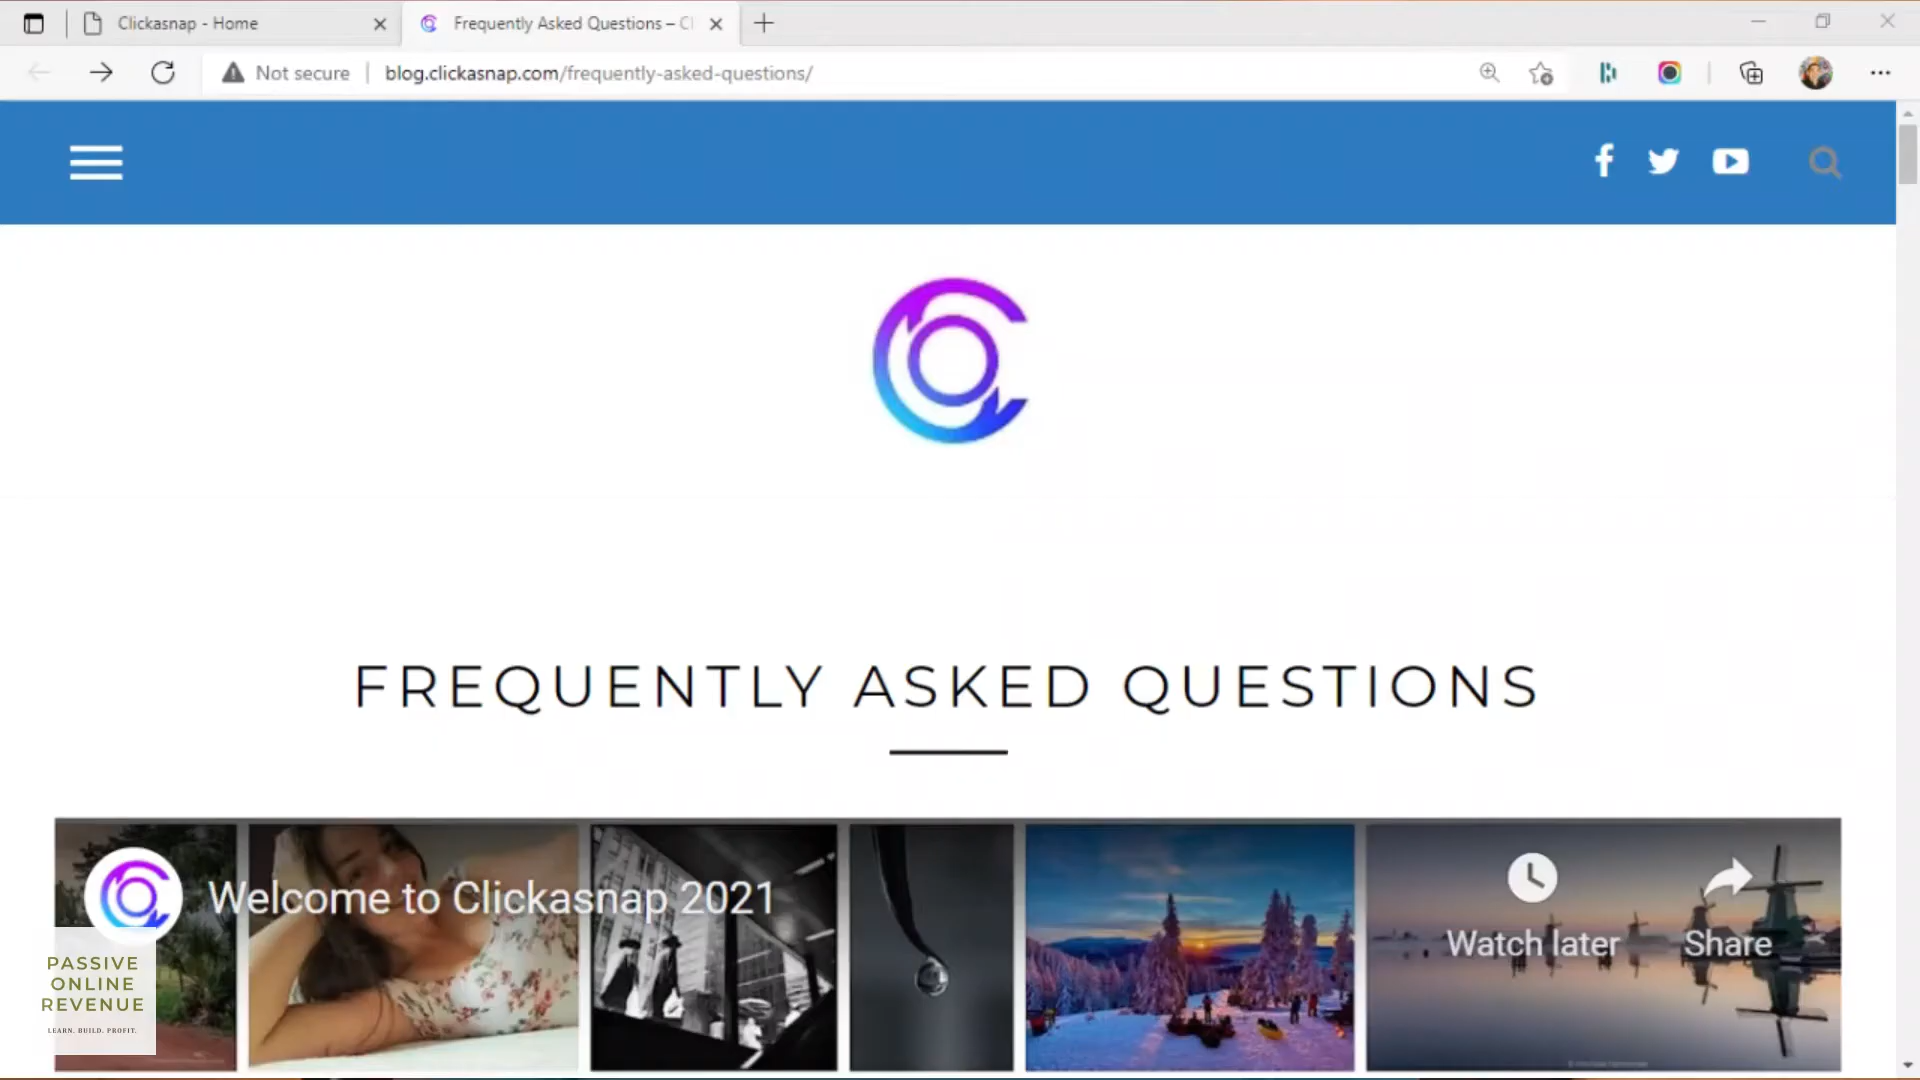 Clickasnap - Home
Frequently Asked Questions – Cl
Not secure
blog.clickasnap.com/frequently-asked-questions/
FREQUENTLY ASKED QUESTIONS
Welcome to Clickasnap 2021
Watch later
Share
PASSIVE
ONLINE
REVENUE
LEARN. BUILD. PROFIT.